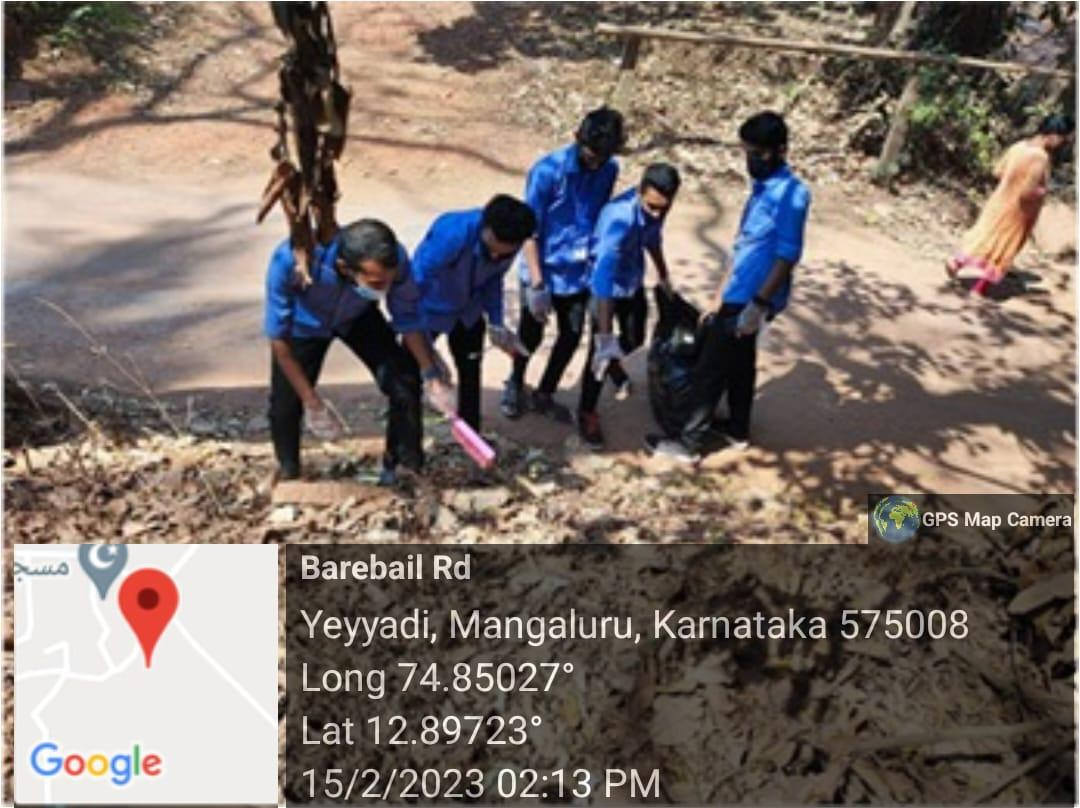 GPS Map Camera
مسج
Barebail Rd
Yeyyadi, Mangaluru, Karnataka 575008
Long 74.85027°
Lat 12.89723°
Google
15/2/2023 02:13 PM